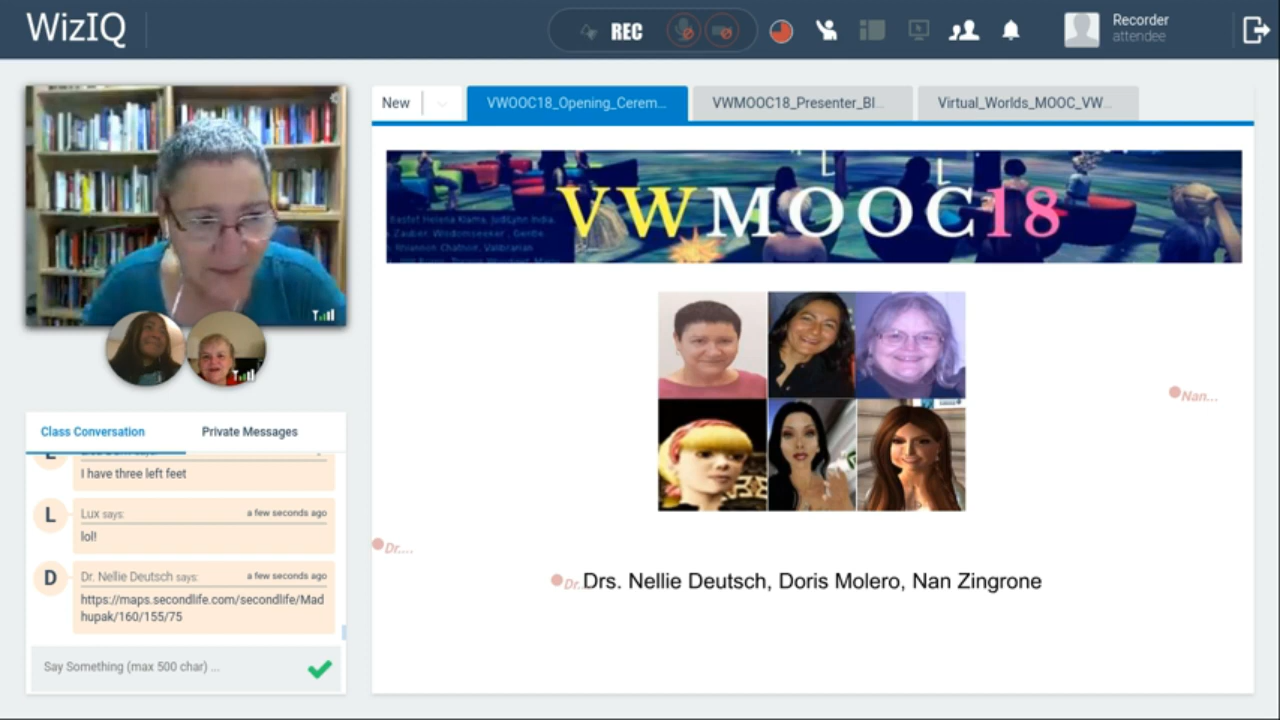 WizIQ
REC
Recorder
attendee
New
VWOOC18_Opening_Cerem...
VWMOOC18_Presenter_BI...
Virtual_Worlds_MOOC_VW...
VWMOOC18
Nan...
Dr....
Dr...
Drs. Nellie Deutsch, Doris Molero, Nan Zingrone
Class Conversation
Private Messages
I have three left feet
L
Lux says:
a few seconds ago
lol!
D
Dr. Nellie Deutsch says:
a few seconds ago
https://maps.secondlife.com/secondlife/Mad
hupak/160/155/75
Say Something (max 500 char) ...